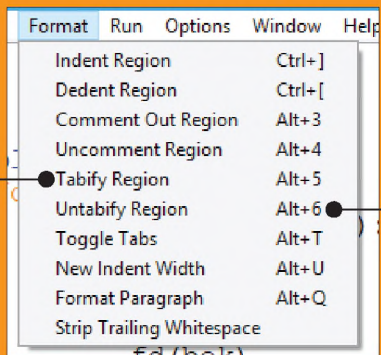 Format Run Options Window Help
Indent Region Ctrl+]
Dedent Region Ctrl+[
Comment Out Region Alt+3
Uncomment Region Alt+4
Tabify Region Alt+5
Untabify Region Alt+6
Toggle Tabs Alt+T
New Indent Width Alt+U
Format Paragraph Alt+Q
Strip Trailing Whitespace